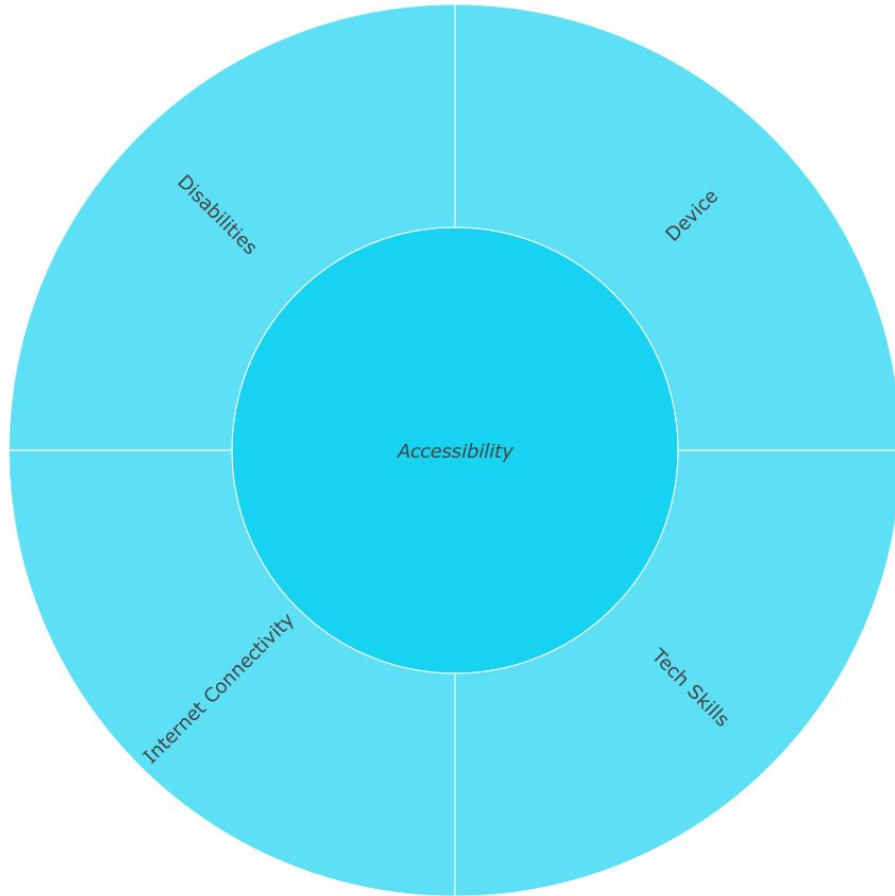 Disabilities
Device
Accessibility
Internet Connectivity
Tech Skills